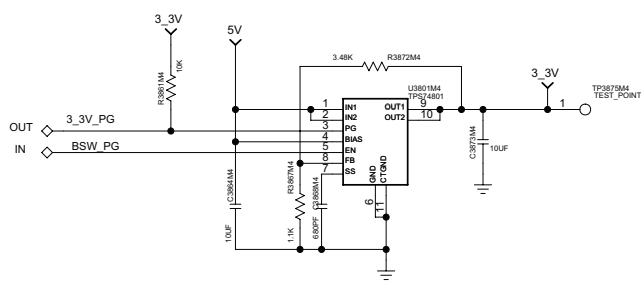 3_3V
5V
R3861M4
10K
3.48K
R3872M4
U3801M4
TPS74801
3_3V
TP3875M4
TEST_POINT
1
1
2
3
4
5
8
7
IN1
IN2
PG
BIAS
EN
FB
SS
OUT1
OUT2
9
10
GND
CTGND
6
11
OUT
3_3V_PG
IN
BSW_PG
C3864M4
10UF
R3867M4
1.1K
C3868M4
680PF
C3873M4
10UF